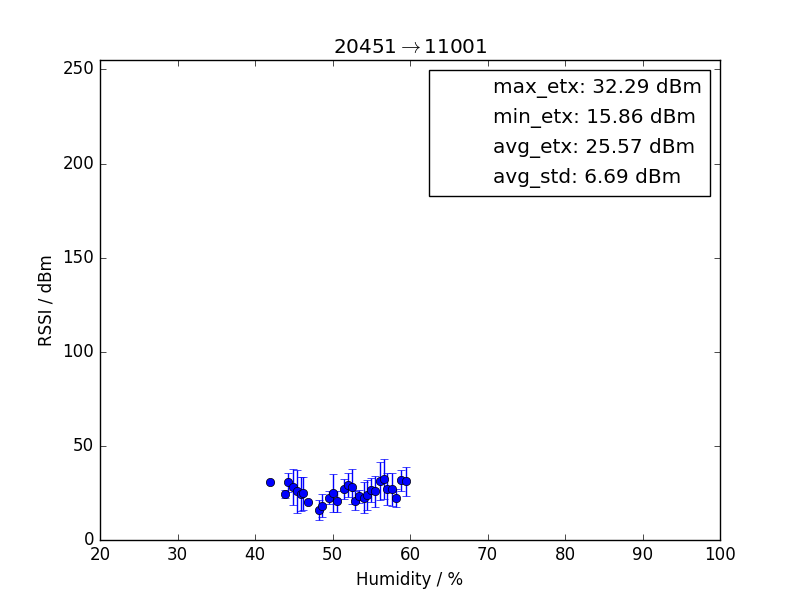 20451→11001
max_etx: 32.29 dBm
min_etx: 15.86 dBm
avg_etx: 25.57 dBm
avg_std: 6.69 dBm
RSSI / dBm
250
200
150
100
50
0
20 30 40 50 60 70 80 90 100
Humidity / %